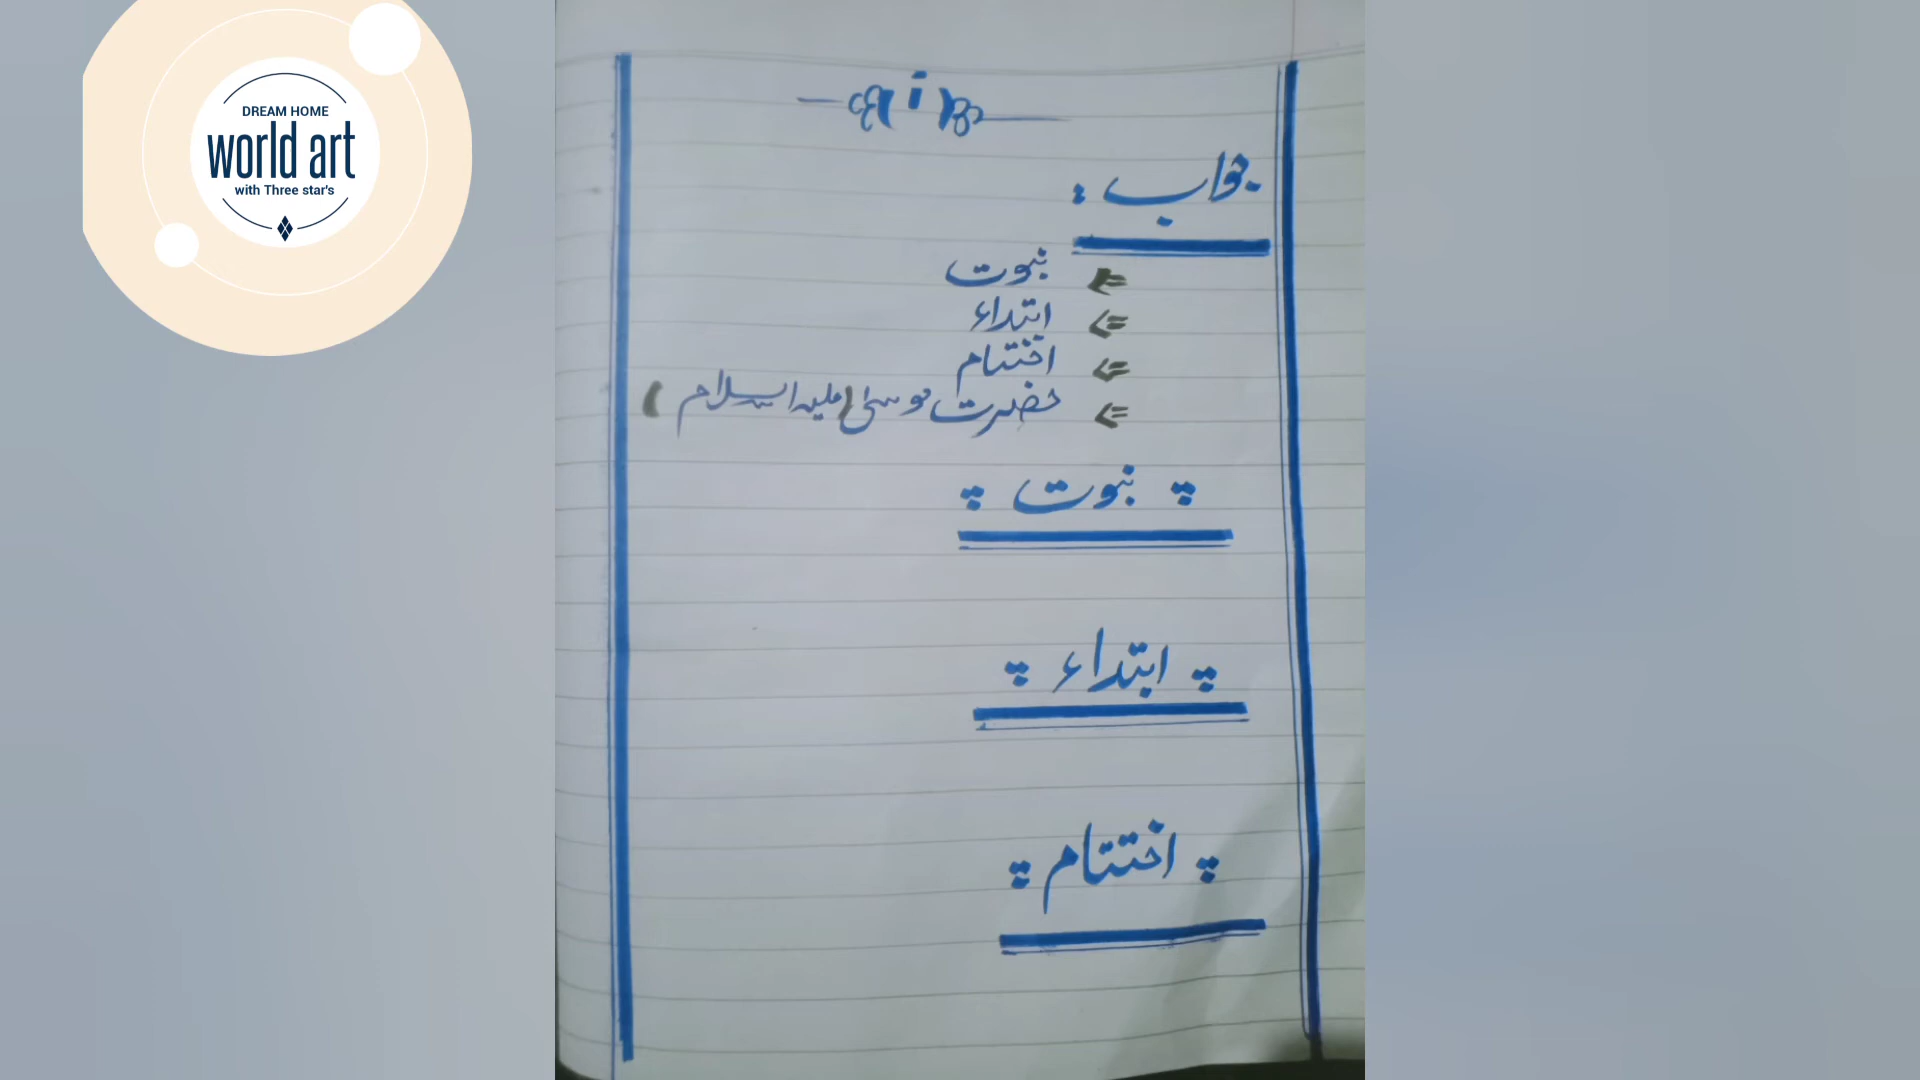 DREAM HOME
world art
with Three star's
(i)
جواب :
<= نبوت
<= ابتداء
<= اختتام
<= حضرت موسیٰ (علیہ السلام)
نبوت
ابتداء
اختتام